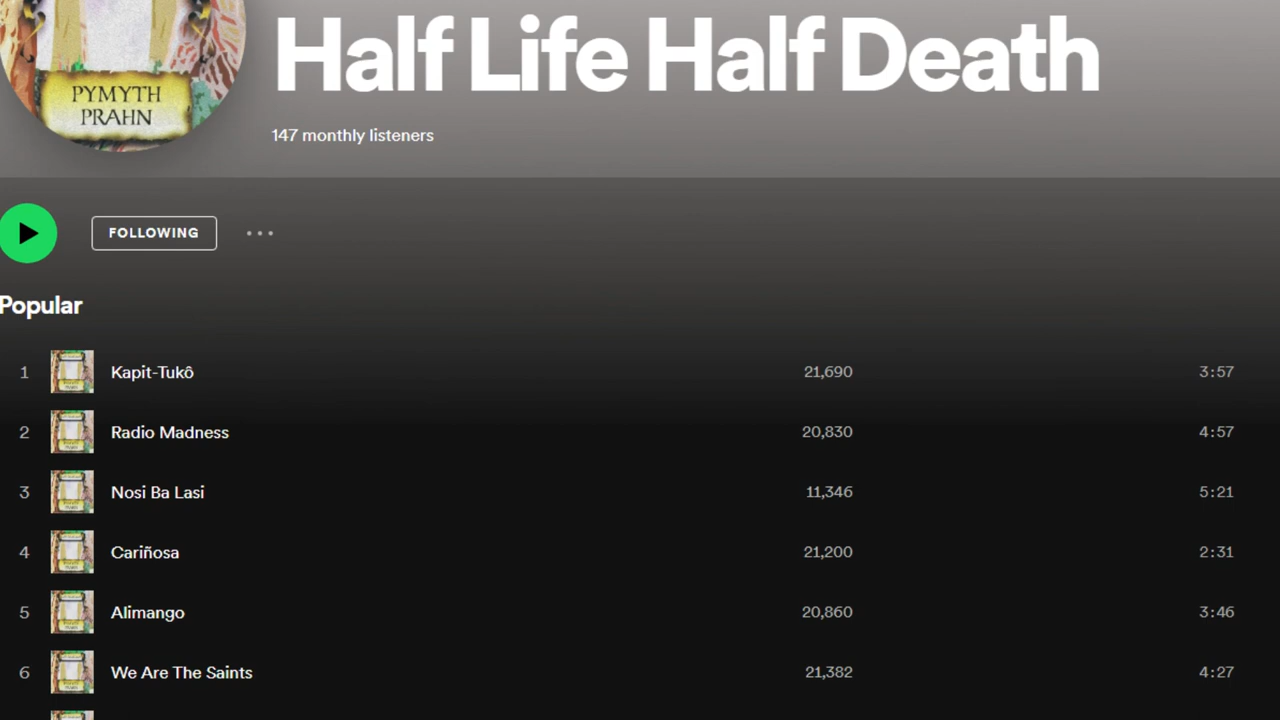 Half Life Half Death
PYMYTH
PRAHN
147 monthly listeners
FOLLOWING
Popular
1 Kapit-Tukô 21,690 3:57
2 Radio Madness 20,830 4:57
3 Nosi Ba Lasi 11,346 5:21
4 Cariñosa 21,200 2:31
5 Alimango 20,860 3:46
6 We Are The Saints 21,382 4:27